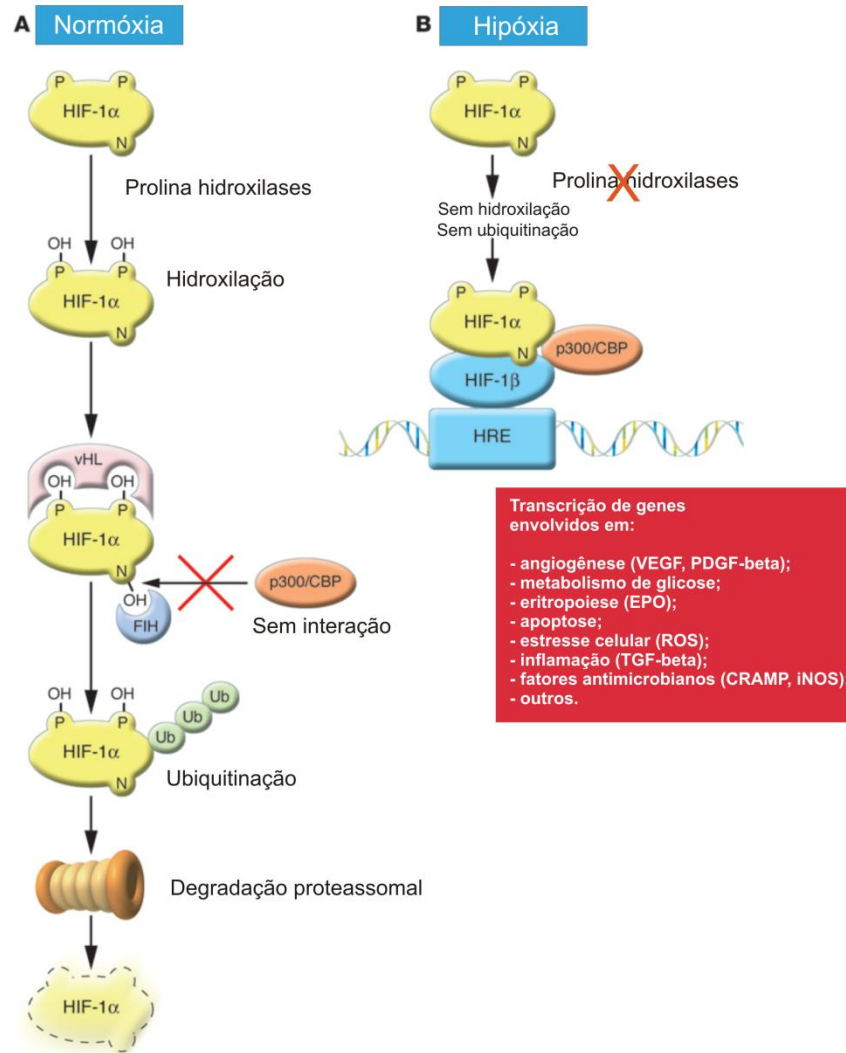 A Normóxia
P P
HIF-1α
N
Prolina hidroxilases
OH OH
P P
Hidroxilação
HIF-1α
N
vHL
OH OH
P P
HIF-1α
N
OH
p300/CBP
FIH
Sem interação
OH OH
P P
Ub
Ub
Ub
HIF-1α
N
Ubiquitinação
Degradação proteassomal
HIF-1α
B Hipóxia
P P
HIF-1α
N
Prolina hidroxilases
Sem hidroxilação
Sem ubiquitinação
P P
HIF-1α
N
p300/CBP
HIF-1β
HRE
Transcrição de genes
envolvidos em:
- angiogênese (VEGF, PDGF-beta);
- metabolismo de glicose;
- eritropoiese (EPO);
- apoptose;
- estresse celular (ROS);
- inflamação (TGF-beta);
- fatores antimicrobianos (CRAMP, iNOS)
- outros.